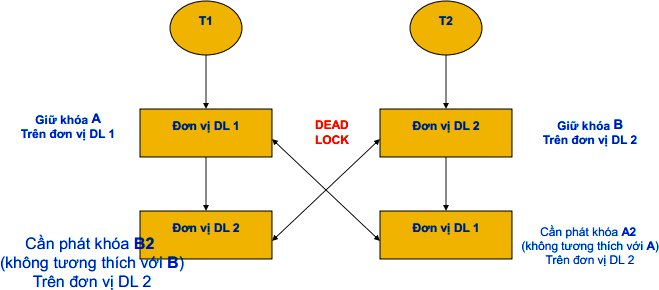 T1
T2
Giữ khóa A
Trên đơn vị DL 1
Đơn vị DL 1
DEAD
LOCK
Đơn vị DL 2
Giữ khóa B
Trên đơn vị DL 2
Cần phát khóa B2
(không tương thích với B)
Trên đơn vị DL 2
Đơn vị DL 2
Đơn vị DL 1
Cần phát khóa A2
(không tương thích với A)
Trên đơn vị DL 2